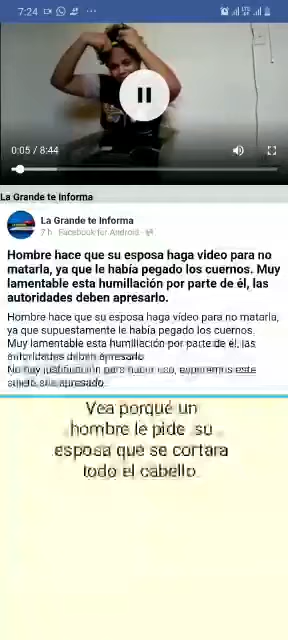 7:24
0:05 / 8:44
La Grande te Informa
La Grande te Informa
7 h · Facebook for Android ·
Hombre hace que su esposa haga video para no
matarla, ya que le había pegado los cuernos. Muy
lamentable esta humillación por parte de él, las
autoridades deben apresarlo.
Hombre hace que su esposa haga vídeo para no matarla,
ya que supuestamente le había pegado los cuernos.
Muy lamentable esta humillación por parte de él, las
autoridades deben apresarlo
No hay justificación para hacer eso, esperemos este
sujeto sea apresado.
Vea porqué un
hombre le pide su
esposa que se cortara
todo el cabello